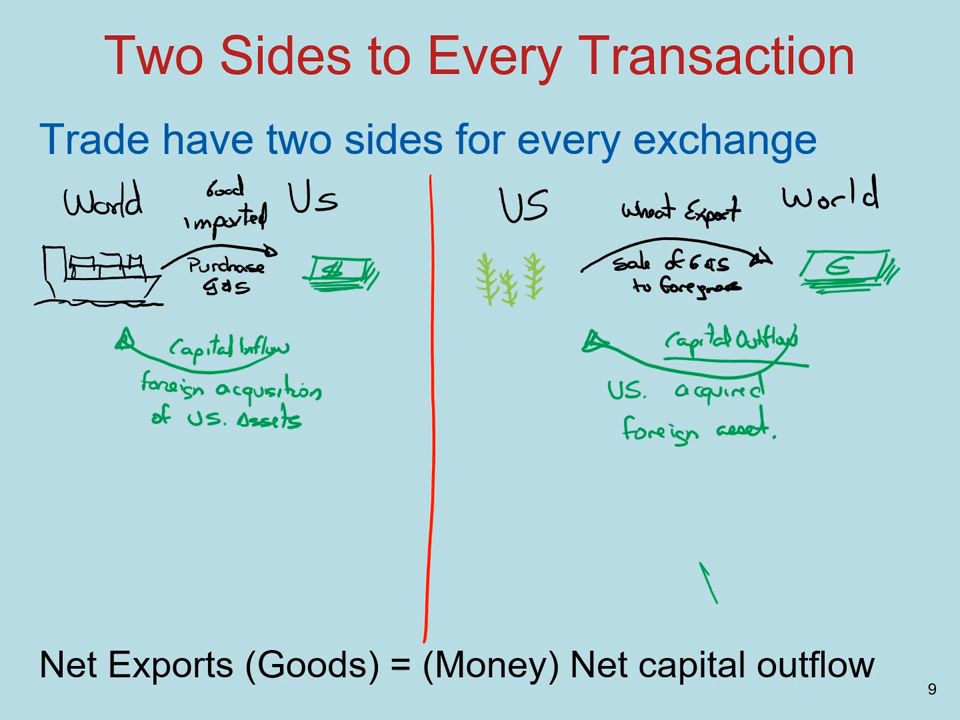 Two Sides to Every Transaction
Trade have two sides for every exchange
World
Good
imported
Us
Purchase
G&S
$
Capital Inflow
foreign acqusition
of US. Assets
US
Wheat Export
World
Sale of G&S
to foreigners
€
Capital Outflow
US. acquired
foreign asset.
Net Exports (Goods) = (Money) Net capital outflow
9